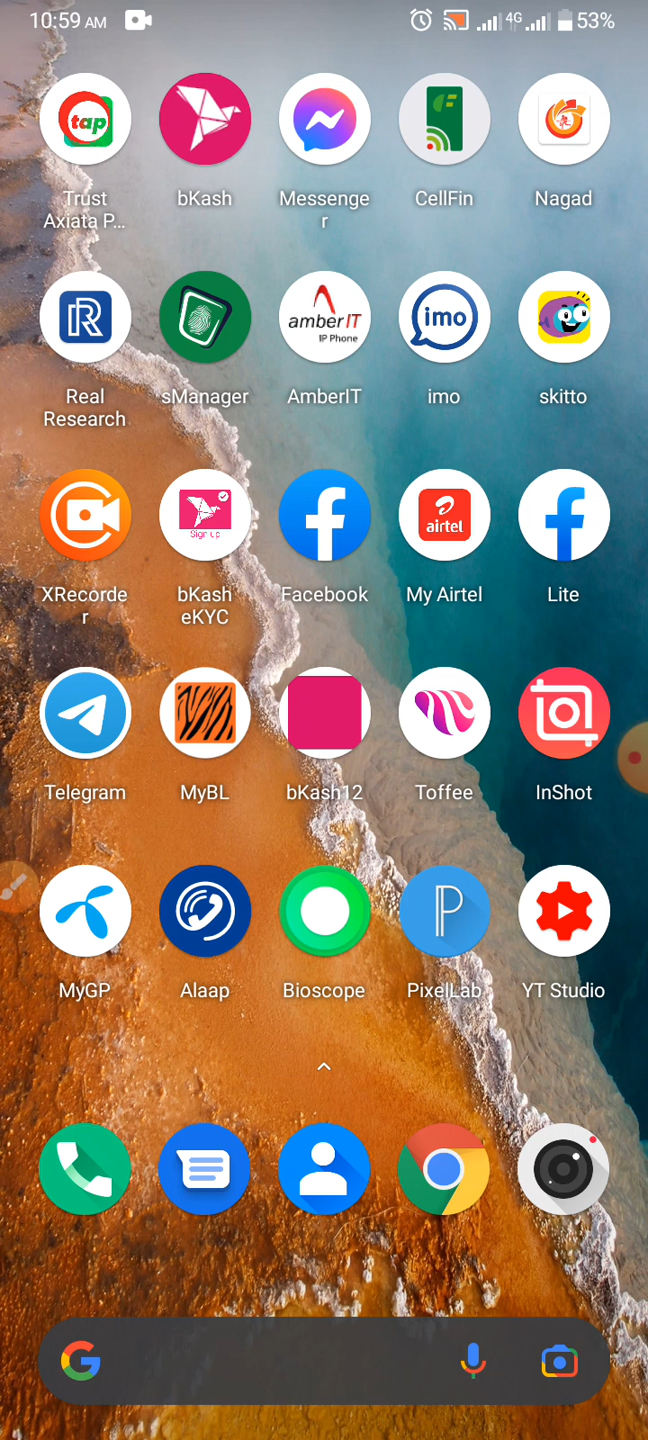 10:59 AM
4G
53%
tap
Trust
Axiata P...
bKash
Messenge
r
CellFin
Nagad
Real
Research
sManager
amberIT
IP Phone
AmberIT
imo
imo
skitto
XRecorde
r
Sign up
bKash
eKYC
Facebook
airtel
My Airtel
Lite
Telegram
MyBL
bKash12
Toffee
InShot
MyGP
Alaap
Bioscope
PixelLab
YT Studio